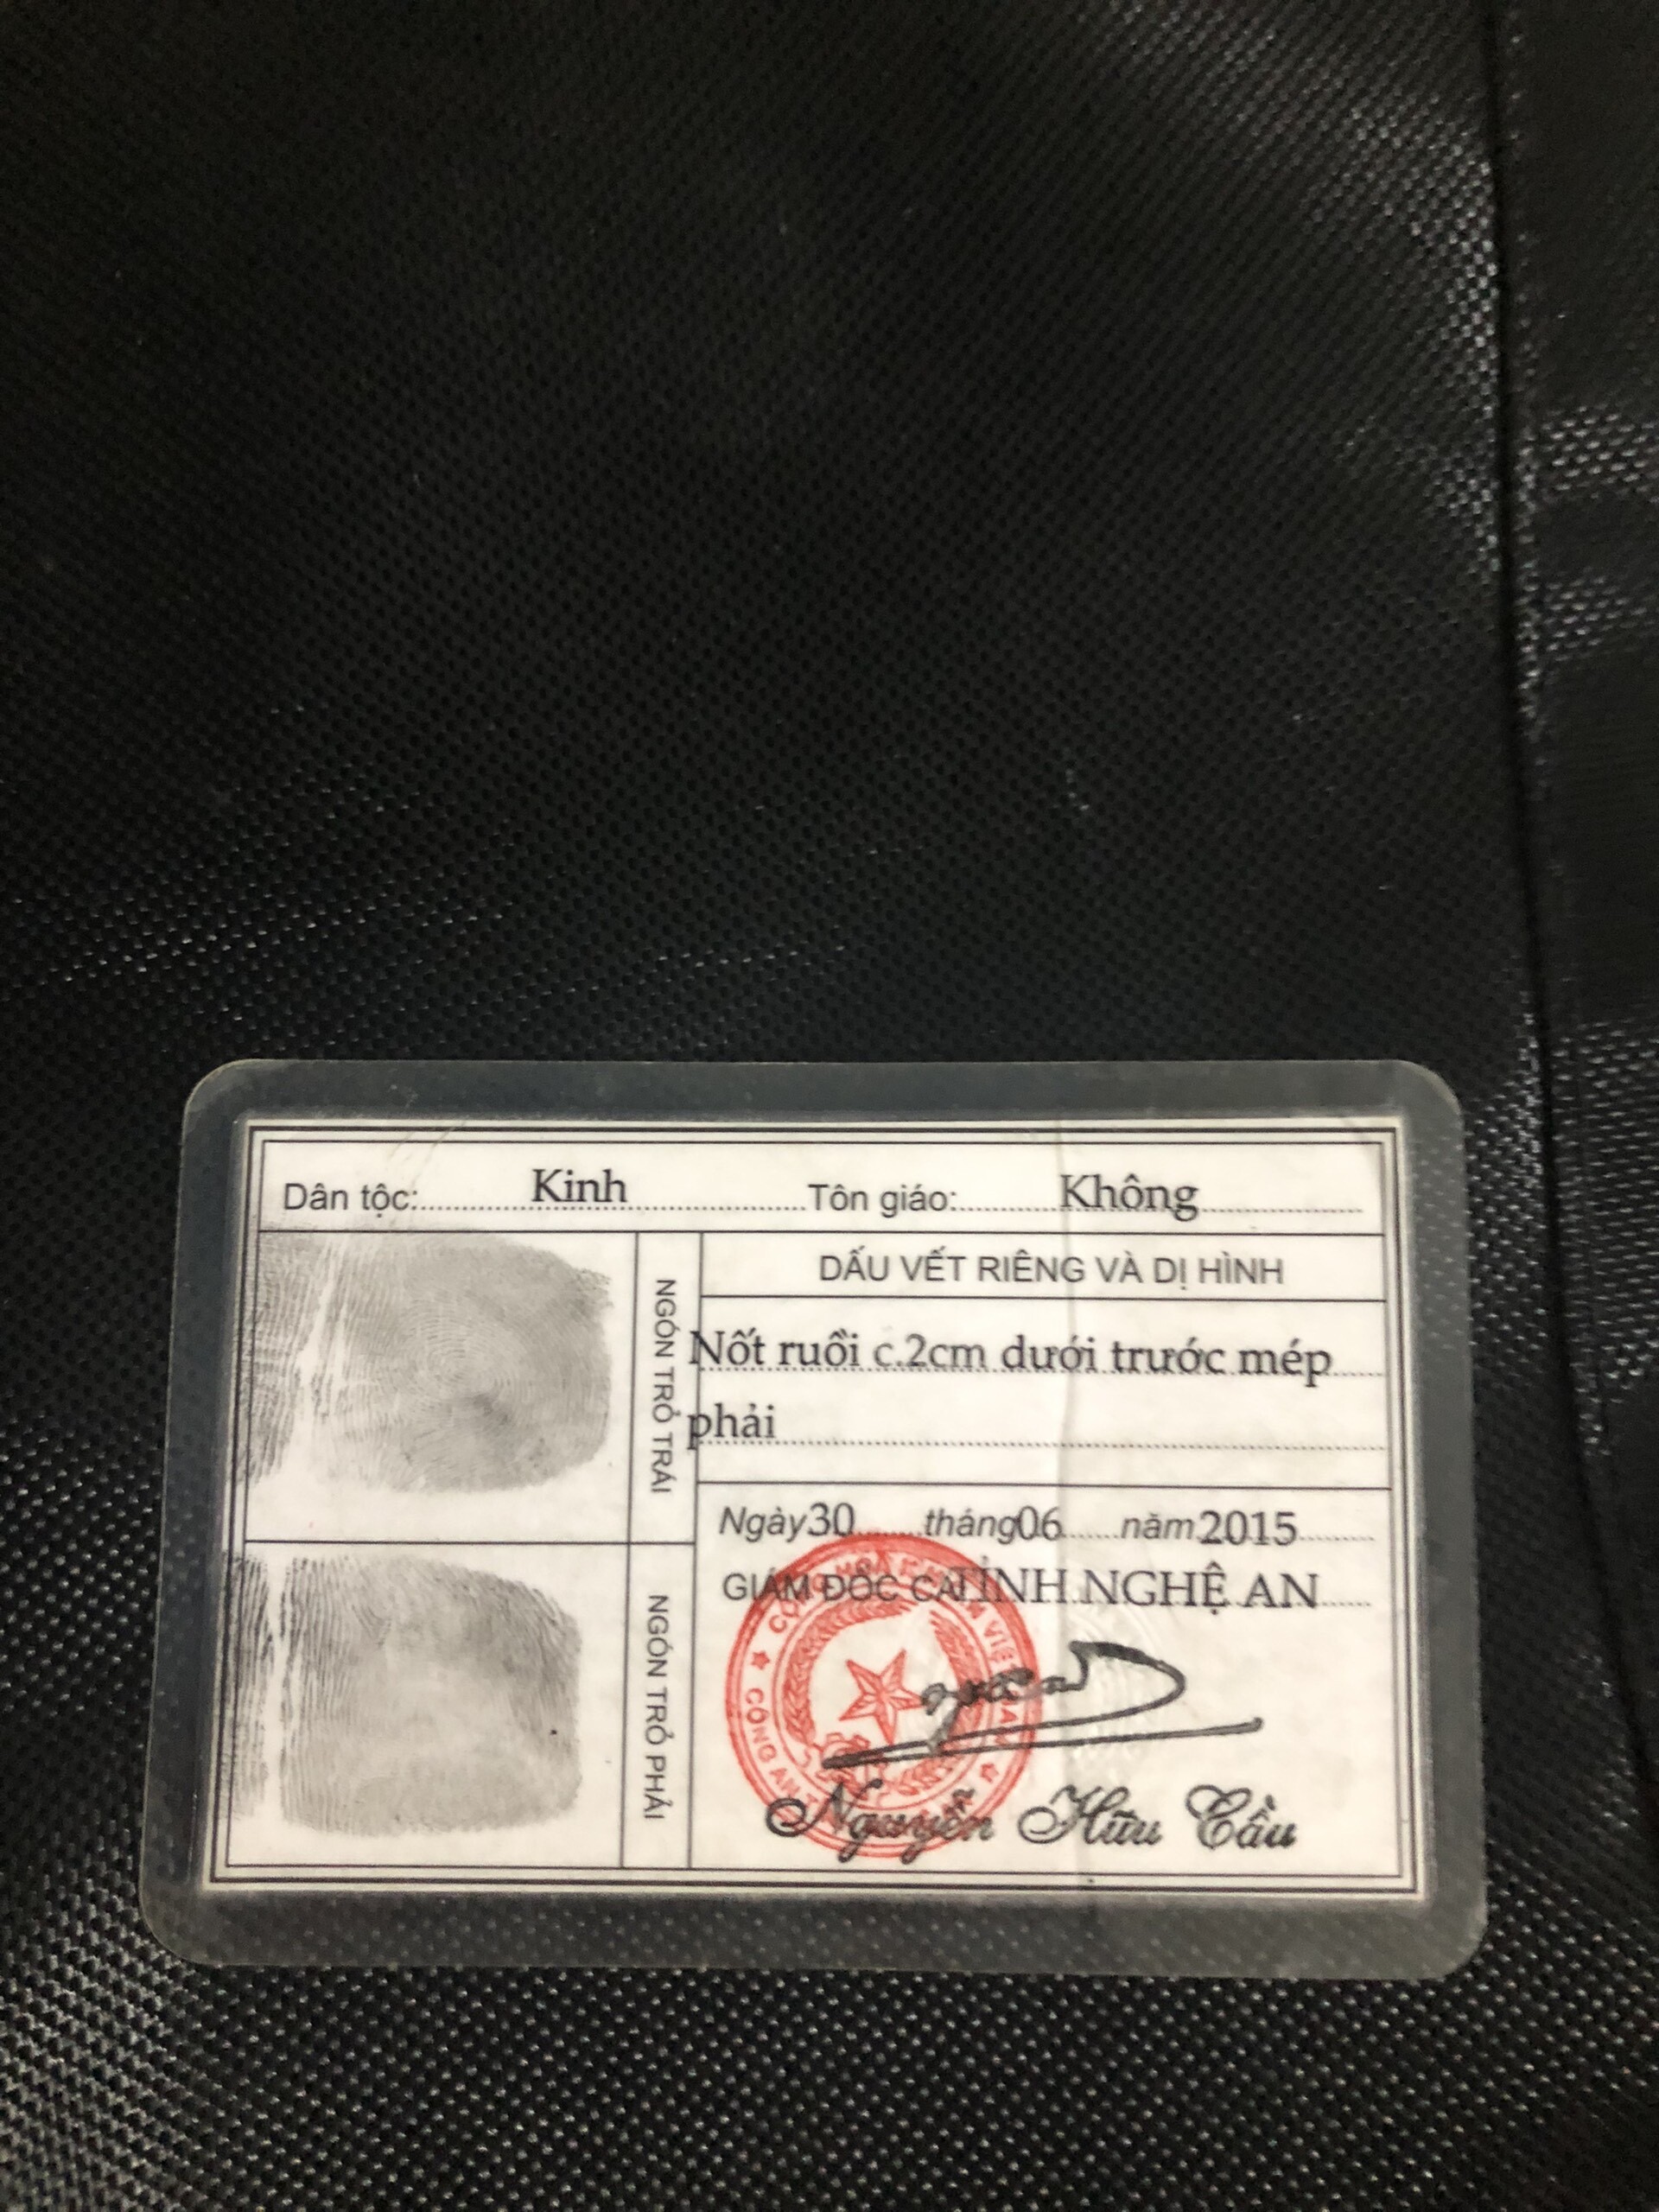 Dân tộc: Kinh Tôn giáo: Không
NGÓN TRỎ TRÁI
DẤU VẾT RIÊNG VÀ DỊ HÌNH
Nốt ruồi c.2cm dưới trước mép
phải
NGÓN TRỎ PHẢI
Ngày 30 tháng 06 năm 2015
GIÁM ĐỐC CA TỈNH NGHỆ AN
CÔNG AN
Nguyễn Hữu Cầu